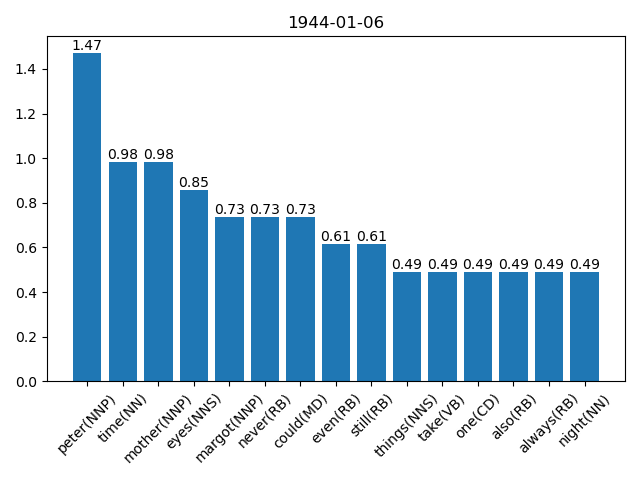 1944-01-06
1.47
0.98 0.98
0.85
0.73 0.73 0.73
0.61 0.61
0.49 0.49 0.49 0.49 0.49 0.49
1.4
1.2
1.0
0.8
0.6
0.4
0.2
0.0
peter(NNP)
time(NN)
mother(NNP)
eyes(NNS)
margot(NNP)
never(RB)
could(MD)
even(RB)
still(RB)
things(NNS)
take(VB)
one(CD)
also(RB)
always(RB)
night(NN)